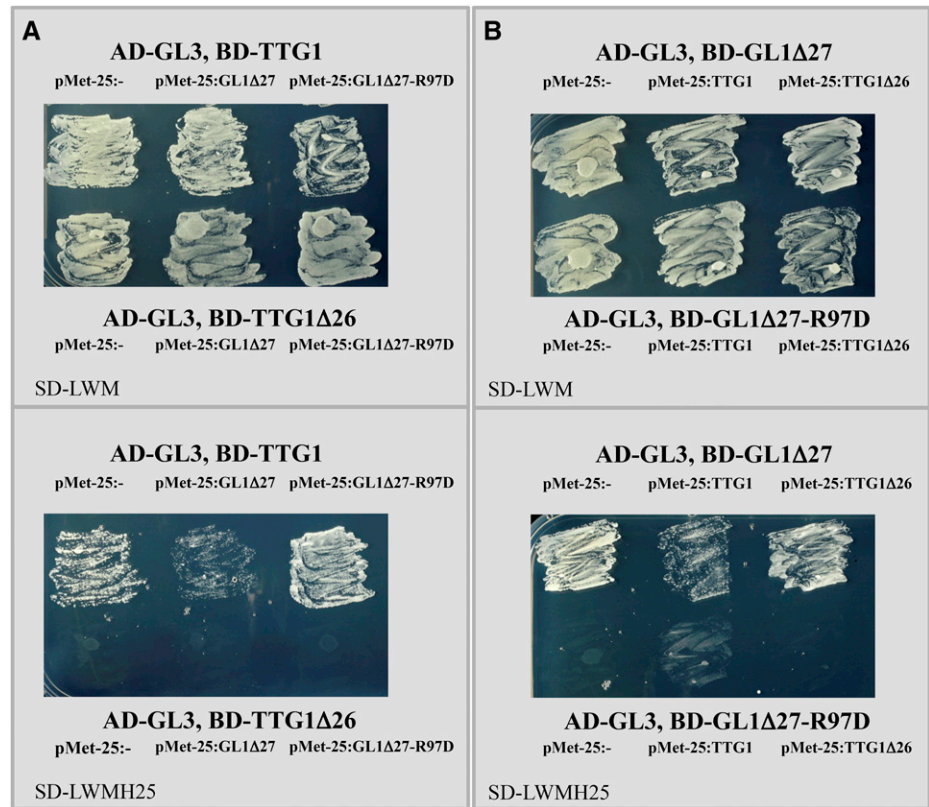 A
AD-GL3, BD-TTG1
pMet-25:- pMet-25:GL1Δ27 pMet-25:GL1Δ27-R97D
AD-GL3, BD-TTG1Δ26
pMet-25:- pMet-25:GL1Δ27 pMet-25:GL1Δ27-R97D
SD-LWM
B
AD-GL3, BD-GL1Δ27
pMet-25:- pMet-25:TTG1 pMet-25:TTG1Δ26
AD-GL3, BD-GL1Δ27-R97D
pMet-25:- pMet-25:TTG1 pMet-25:TTG1Δ26
SD-LWM
AD-GL3, BD-TTG1
pMet-25:- pMet-25:GL1Δ27 pMet-25:GL1Δ27-R97D
AD-GL3, BD-TTG1Δ26
pMet-25:- pMet-25:GL1Δ27 pMet-25:GL1Δ27-R97D
SD-LWMH25
AD-GL3, BD-GL1Δ27
pMet-25:- pMet-25:TTG1 pMet-25:TTG1Δ26
AD-GL3, BD-GL1Δ27-R97D
pMet-25:- pMet-25:TTG1 pMet-25:TTG1Δ26
SD-LWMH25